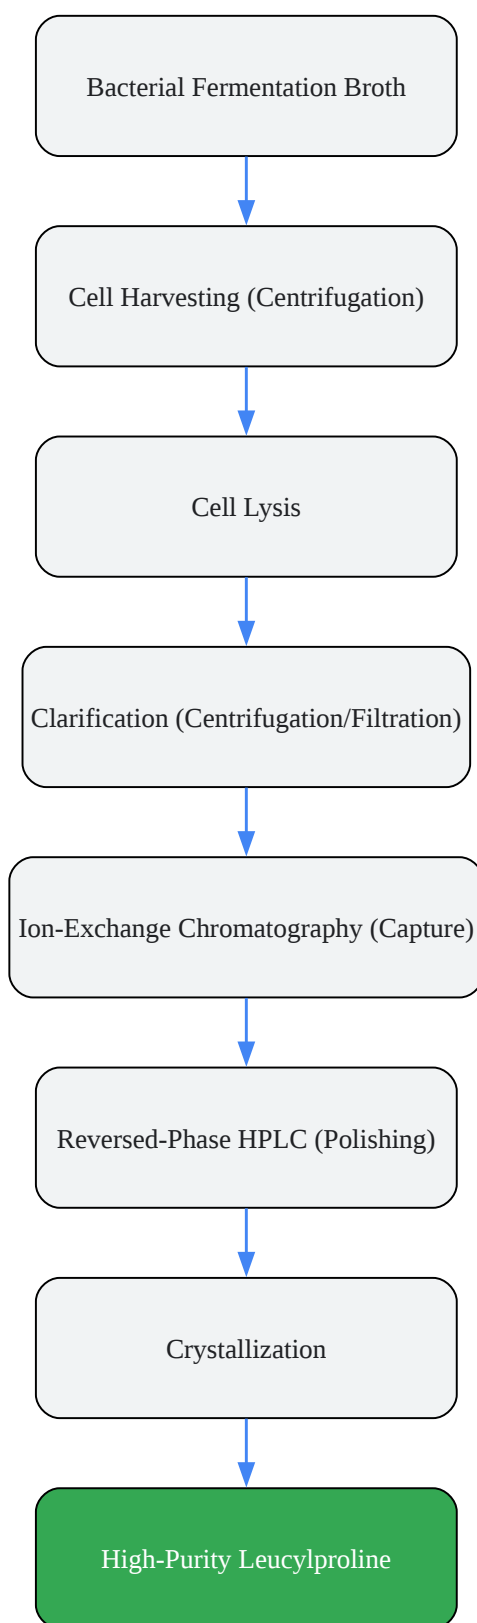 Bacterial Fermentation Broth
Cell Harvesting (Centrifugation)
Cell Lysis
Clarification (Centrifugation/Filtration)
Ion-Exchange Chromatography (Capture)
Reversed-Phase HPLC (Polishing)
Crystallization
High-Purity Leucylproline